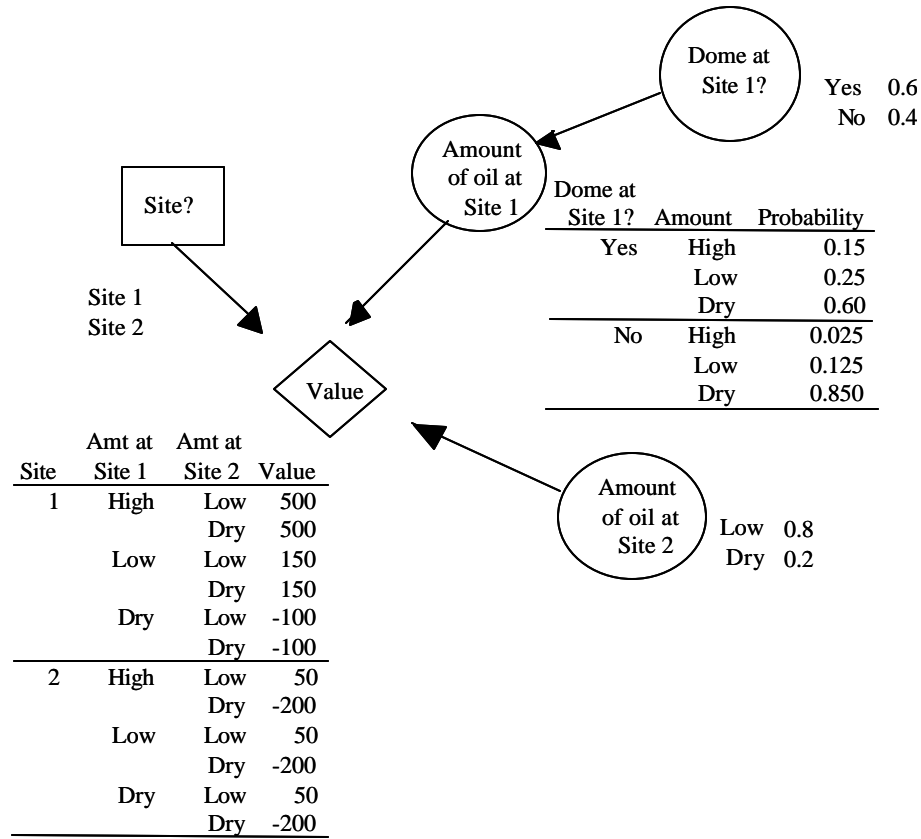 Dome at
Site 1?
Yes 0.6
No 0.4
Amount
of oil at
Site 1
Site?
Site 1
Site 2
Dome at
Site 1? Amount Probability
Yes High 0.15
Low 0.25
Dry 0.60
No High 0.025
Low 0.125
Dry 0.850
Value
Amt at Amt at
Site Site 1 Site 2 Value
1 High Low 500
Dry 500
Low Low 150
Dry 150
Dry Low -100
Dry -100
2 High Low 50
Dry -200
Low Low 50
Dry -200
Dry Low 50
Dry -200
Amount
of oil at
Site 2
Low 0.8
Dry 0.2